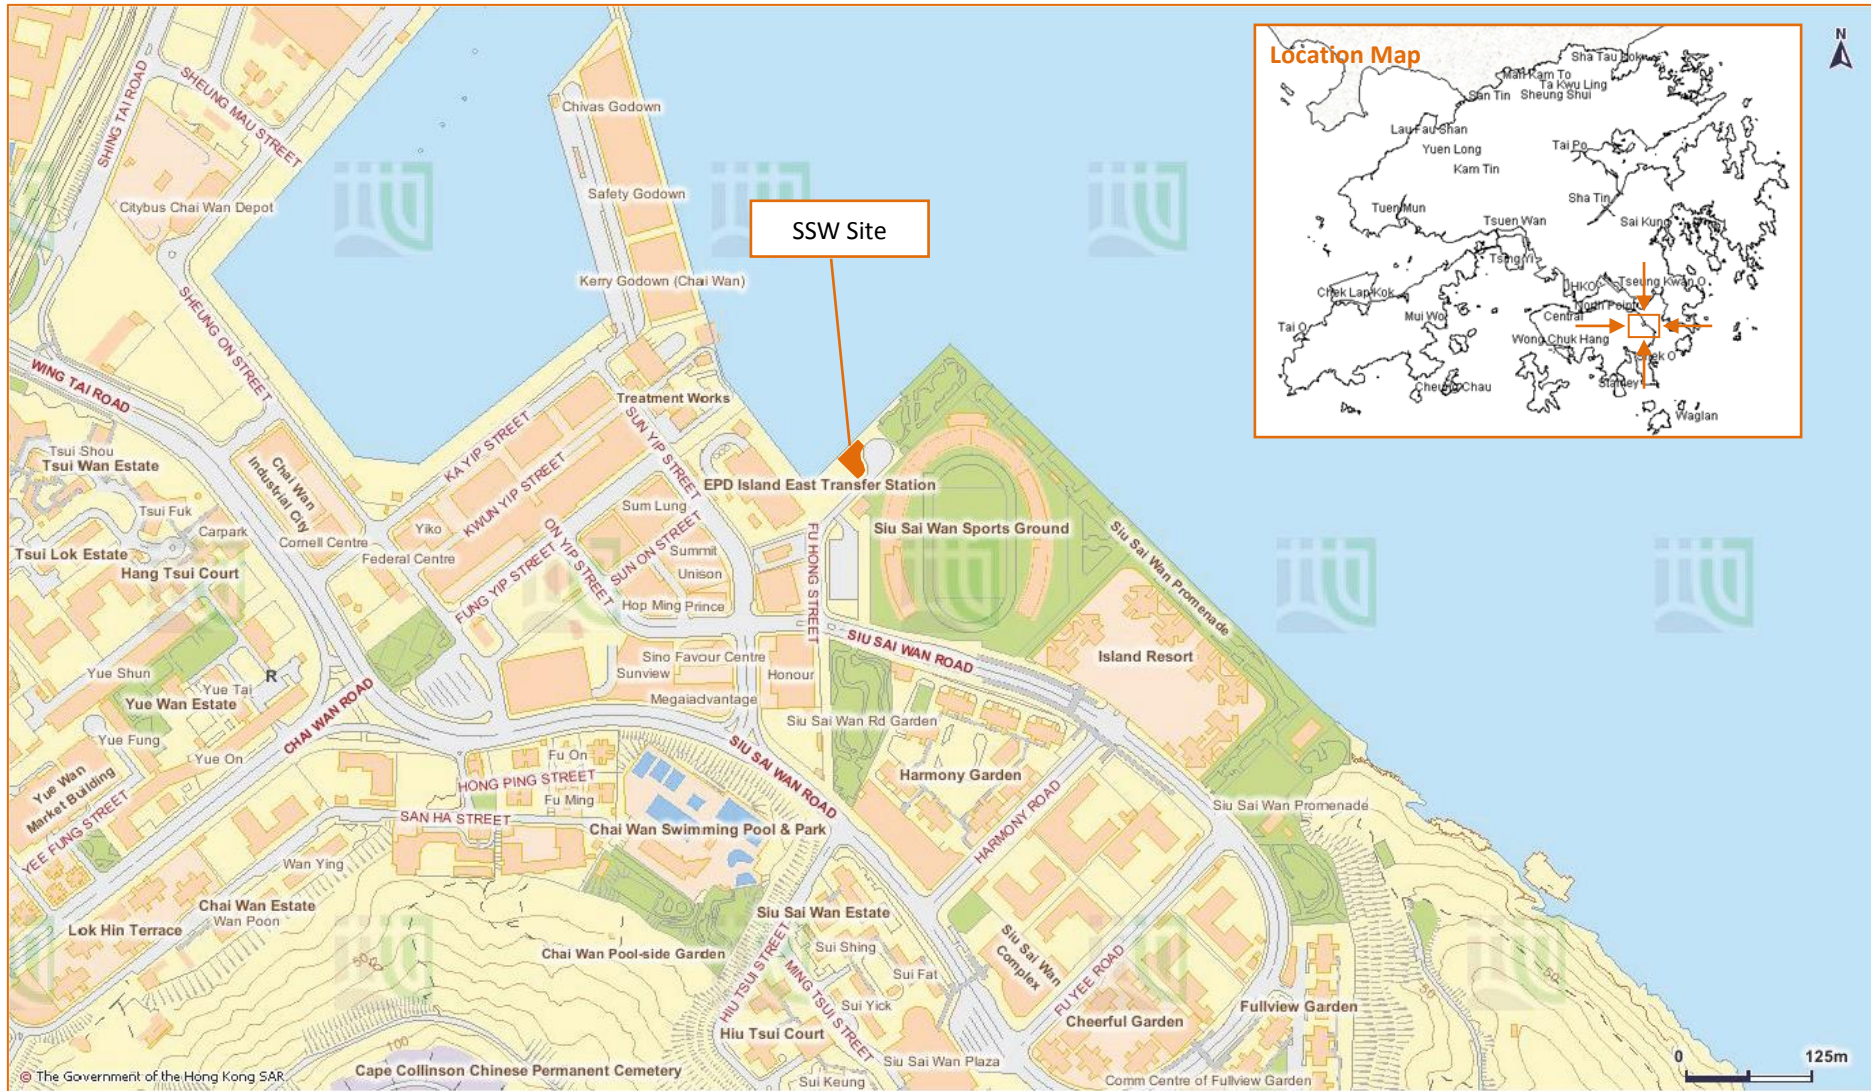 Location Map
N
Sha Tau Kok
Man Kam To
Ta Kwu Ling
San Tin
Sheung Shui
Lau Fau Shan
Yuen Long
Tai Po
Kam Tin
Sha Tin
Tuen Mun
Tsuen Wan
Sai Kung
Tsing Yi
Chek Lap Kok
HKO
Tseung Kwan O
North Point
Mui Wo
Central
Tai O
Wong Chuk Hang
Shek O
Cheung Chau
Stanley
Waglan
SHING TAI ROAD
SHEUNG MAU STREET
Chivas Godown
Citybus Chai Wan Depot
Safety Godown
SSW Site
Kerry Godown (Chai Wan)
SHEUNG ON STREET
WING TAI ROAD
Treatment Works
KA YIP STREET
SUN YIP STREET
Tsui Shou
Tsui Wan Estate
Chai Wan
Industrial City
KWUN YIP STREET
EPD Island East Transfer Station
Tsui Fuk
Carpark
Sum Lung
Yiko
Siu Sai Wan Sports Ground
Cornell Centre
Federal Centre
ON YIP STREET
SUN ON STREET
Summit
Tsui Lok Estate
Hang Tsui Court
FUNG YIP STREET
Unison
FU HONG STREET
Siu Sai Wan Promenade
Hop Ming
Prince
SIU SAI WAN ROAD
Sino Favour Centre
Island Resort
Yue Shun
R
Sunview
Honour
Yue Tai
Yue Wan Estate
CHAI WAN ROAD
Megaiadvantage
Siu Sai Wan Rd Garden
Yue Fung
Yue On
Fu On
SIU SAI WAN ROAD
HONG PING STREET
Harmony Garden
Yue Wan
Market Building
Fu Ming
HARMONY ROAD
Siu Sai Wan Promenade
SAN HA STREET
Chai Wan Swimming Pool & Park
YEE FUNG STREET
Wan Ying
Chai Wan Estate
Wan Poon
Siu Sai Wan Estate
Lok Hin Terrace
Sui Shing
Chai Wan Pool-side Garden
Siu Sai Wan
Complex
HIU TSUI STREET
MING TSUI STREET
Sui Fat
FU YEE ROAD
50
50
Sui Yick
Fullview Garden
Cheerful Garden
Hiu Tsui Court
100
Siu Sai Wan Plaza
Cape Collinson Chinese Permanent Cemetery
Sui Keung
Comm Centre of Fullview Garden
0
125m
© The Government of the Hong Kong SAR